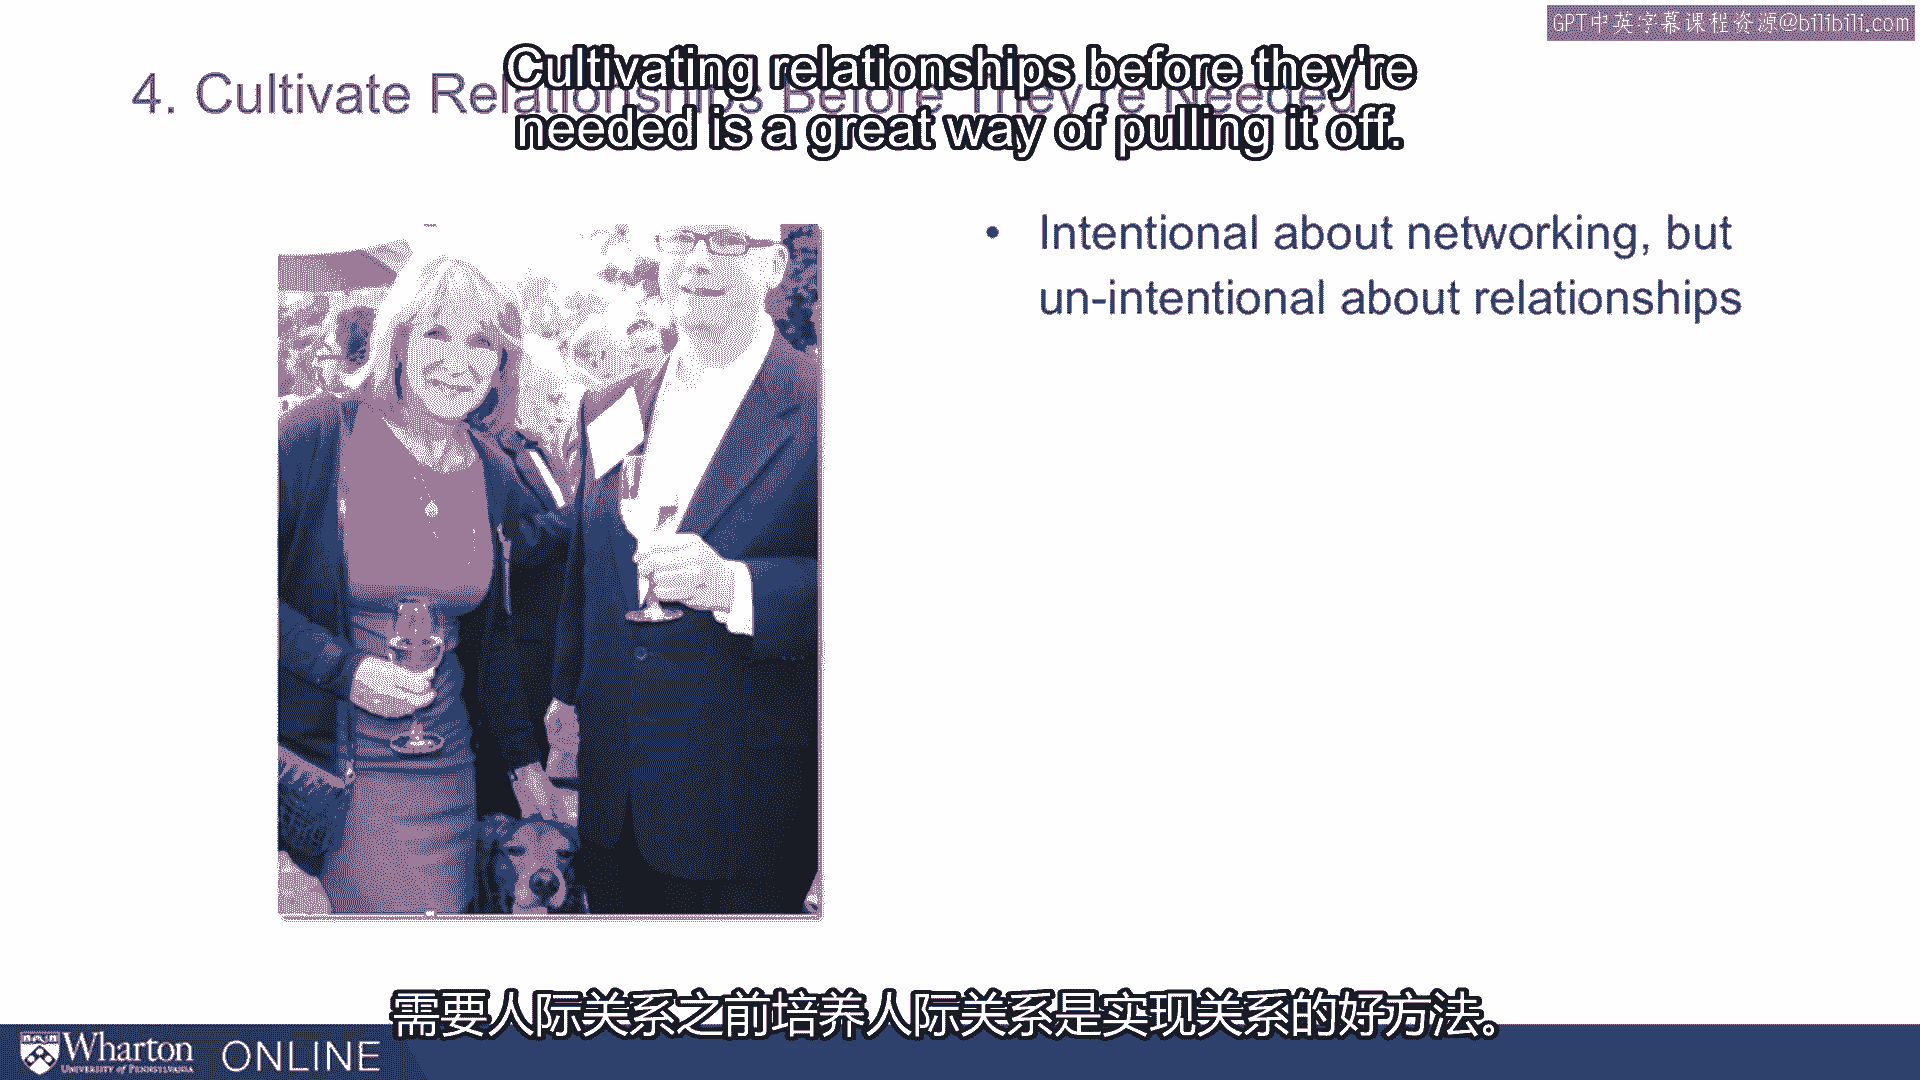 GPT中英字幕课程资源@bilibili.com
Cultivating relationships before they're
needed is a great way of pulling it off.
4. Cultivate Relationships Before They're Needed
• Intentional about networking, but
un-intentional about relationships
需要人际关系之前培养人际关系是实现关系的好方法。
Wharton
UNIVERSITY of PENNSYLVANIA
ONLINE